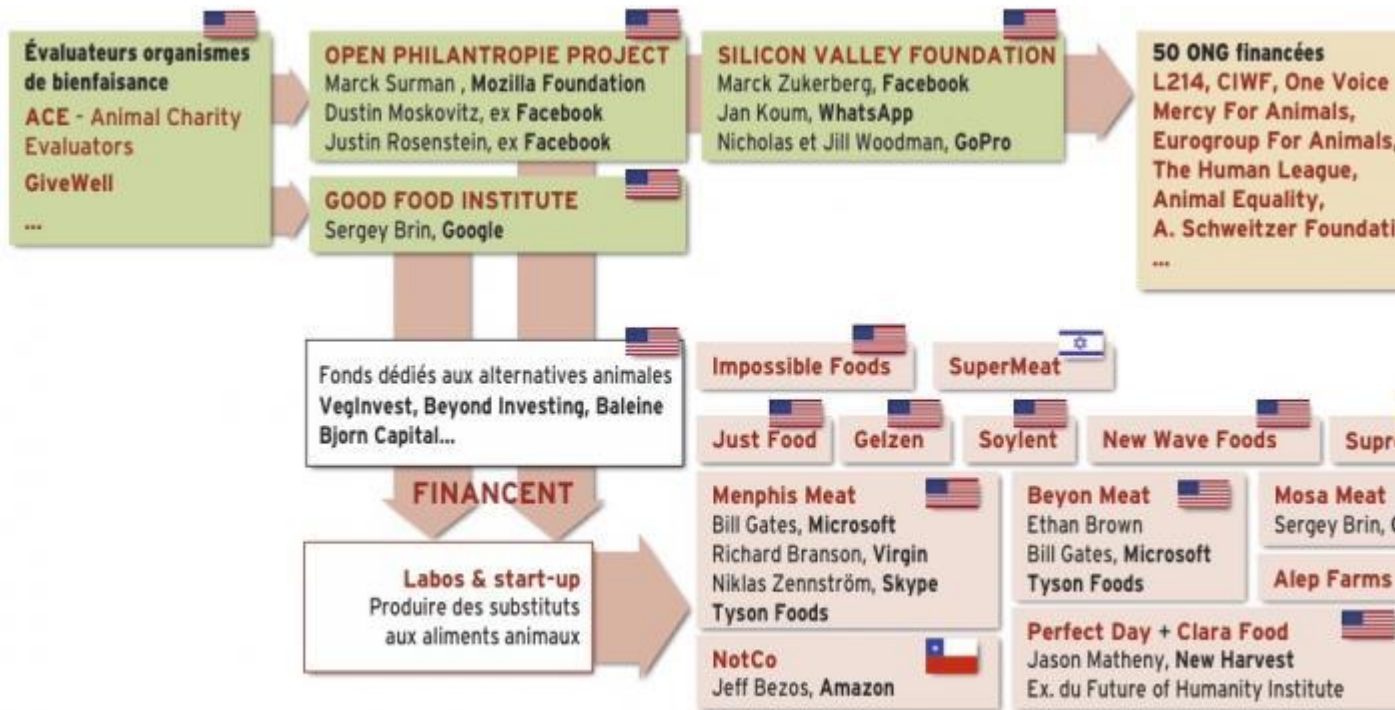 Évaluateurs organismes
de bienfaisance
ACE - Animal Charity
Evaluators
GiveWell
...
OPEN PHILANTROPIE PROJECT
Marck Surman , Mozilla Foundation
Dustin Moskovitz, ex Facebook
Justin Rosenstein, ex Facebook
SILICON VALLEY FOUNDATION
Marck Zukerberg, Facebook
Jan Koum, WhatsApp
Nicholas et Jill Woodman, GoPro
50 ONG financées
L214, CIWF, One Voice
Mercy For Animals,
Eurogroup For Animals,
The Human League,
Animal Equality,
A. Schweitzer
...
GOOD FOOD INSTITUTE
Sergey Brin, Google
Fonds dédiés aux alternatives animales
VegInvest, Beyond Investing, Baleine
Bjorn Capital...
FINANCENT
Labos & start-up
Produire des substituts
aux aliments animaux
Impossible Foods
SuperMeat
Just Food
Gelzen
Soylent
New Wave Foods
Menphis Meat
Bill Gates, Microsoft
Richard Branson, Virgin
Niklas Zennström, Skype
Tyson Foods
Beyon Meat
Ethan Brown
Bill Gates, Microsoft
Tyson Foods
Mosa Meat
Sergey Brin,
Alep Farms
NotCo
Jeff Bezos, Amazon
Perfect Day + Clara Food
Jason Matheny, New Harvest
Ex. du Future of Humanity Institute